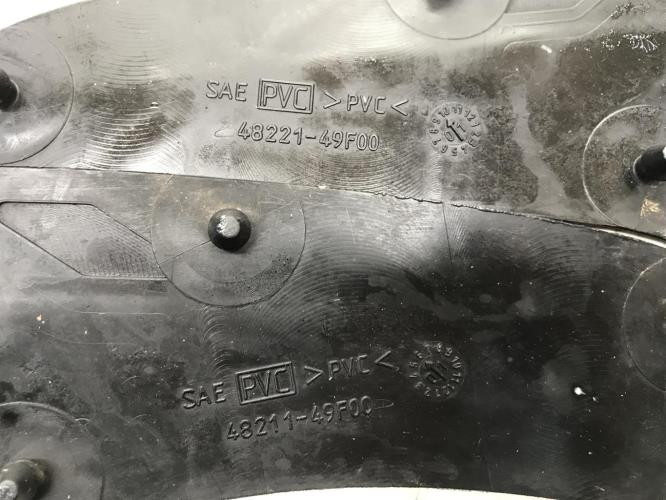 SAE PVC >PVC<
48221-49F00
SAE PVC >PVC<
48211-49F00